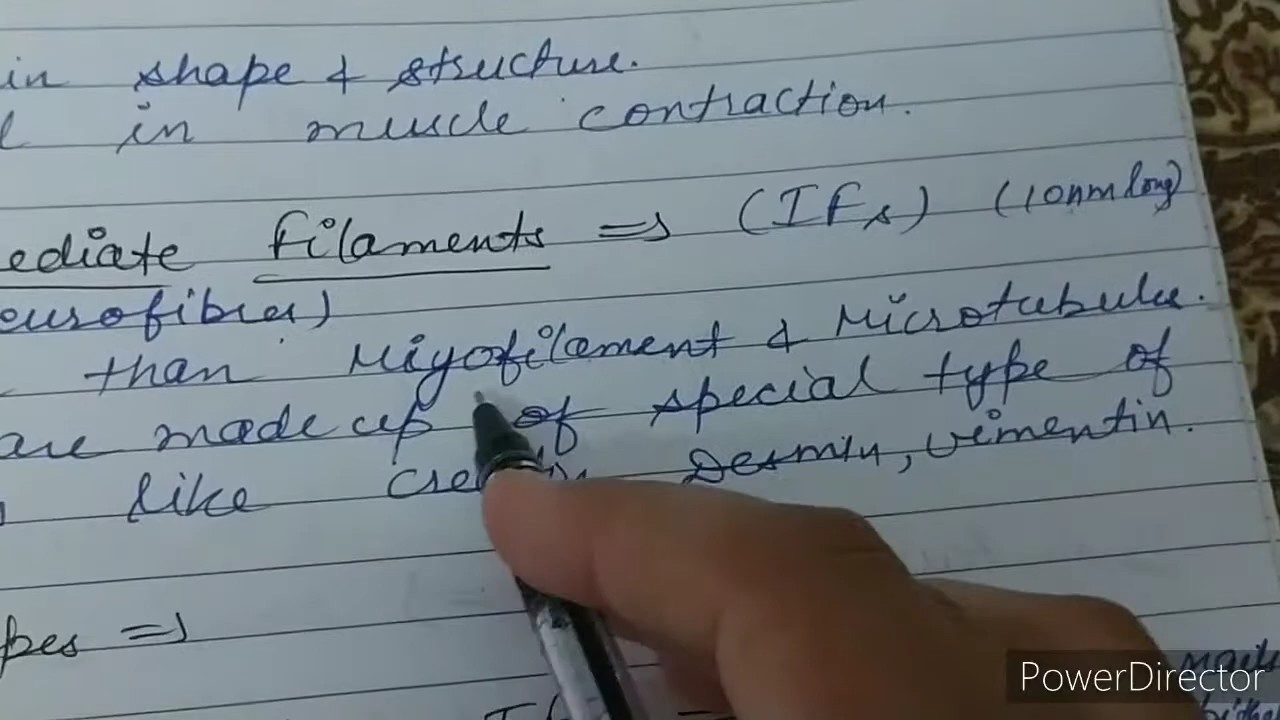 in shape & structure.
in muscle contraction.
ediate filaments => (IFs) (10nm long)
eurofibres)
than Miyofilament & Microtubule.
are made up of special type of
like Desmin, vimentin.
pes =>
PowerDirector